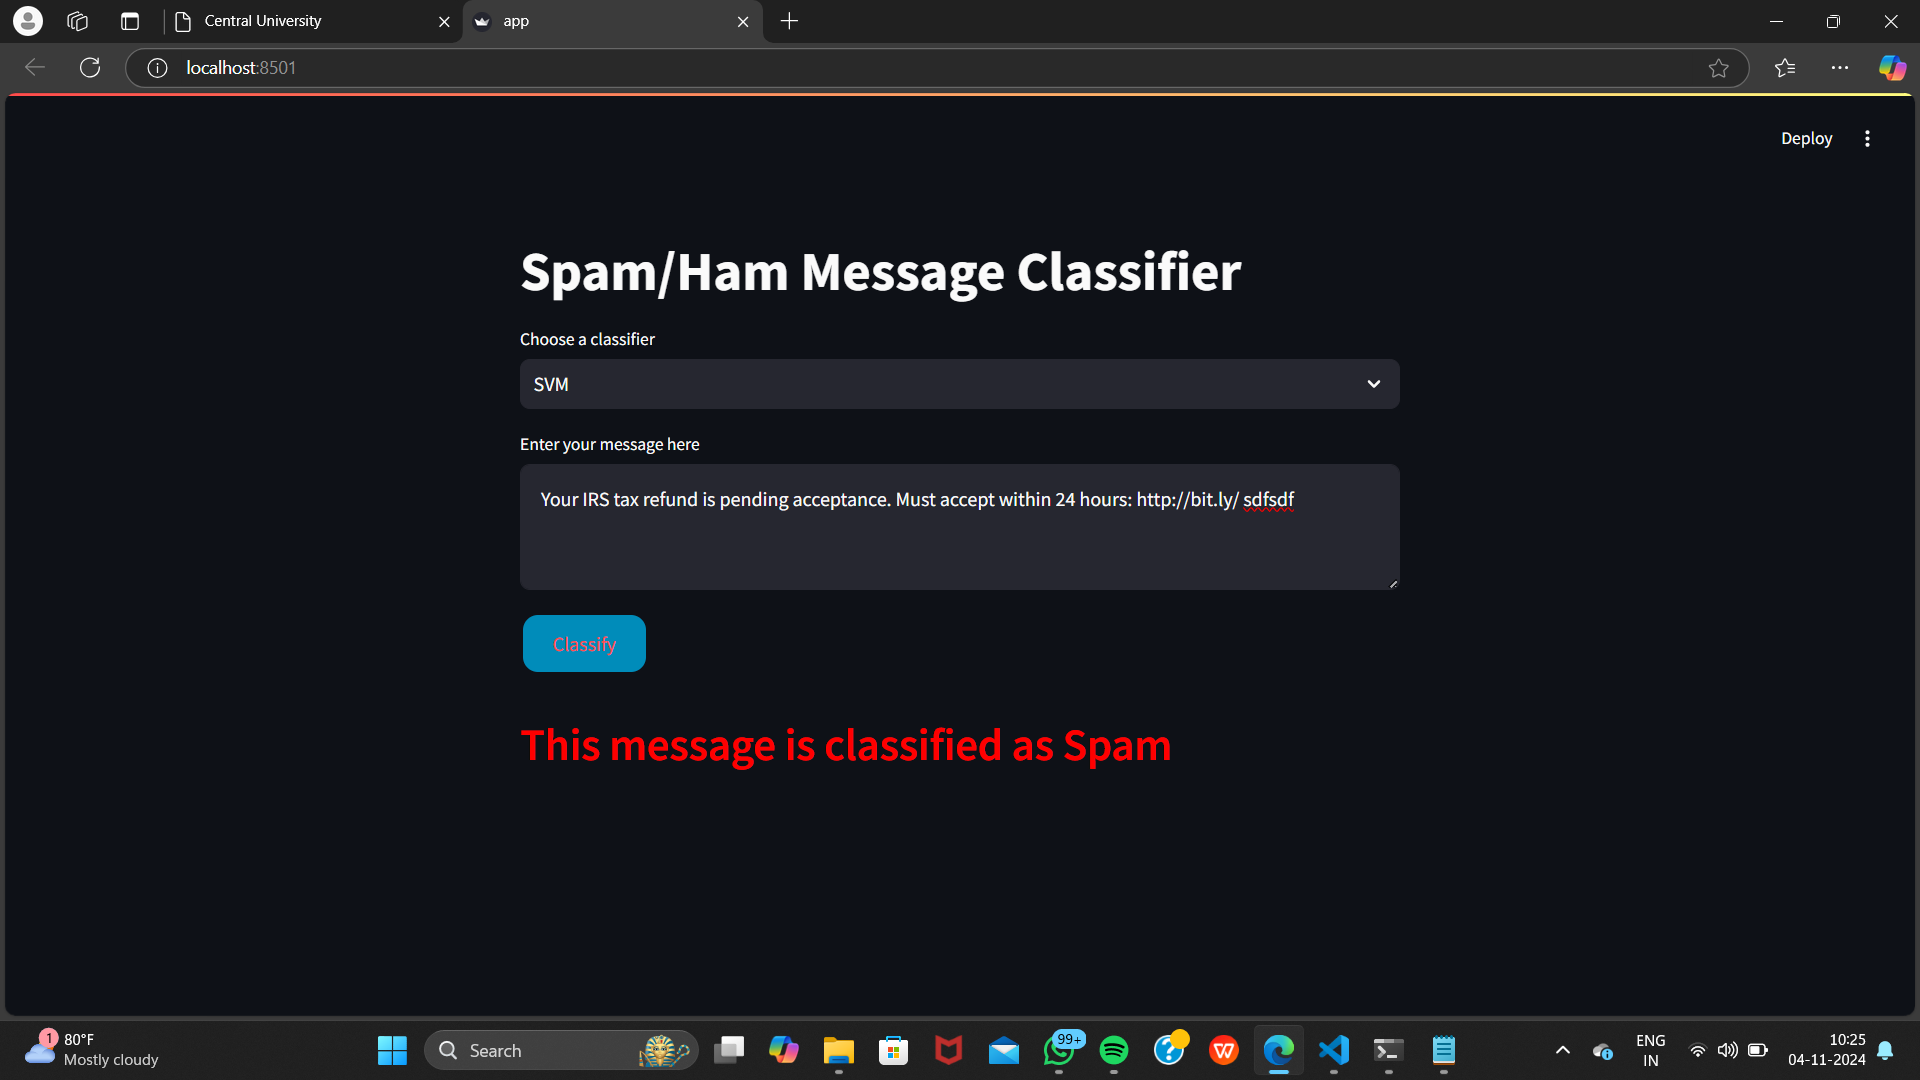 Central University
app
localhost:8501
Deploy
Spam/Ham Message Classifier
Choose a classifier
SVM
Enter your message here
Your IRS tax refund is pending acceptance. Must accept within 24 hours: http://bit.ly/ sdfsdf
Classify
This message is classified as Spam
1
80°F
Mostly cloudy
Search
99+
ENG
IN
10:25
04-11-2024